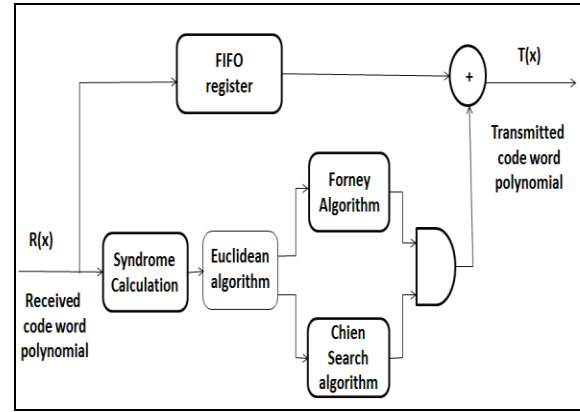 FIFO
register
+
T(x)
Transmitted
code word
polynomial
Forney
Algorithm
R(x)
Syndrome
Calculation
Euclidean
algorithm
Received
code word
polynomial
Chien
Search
algorithm